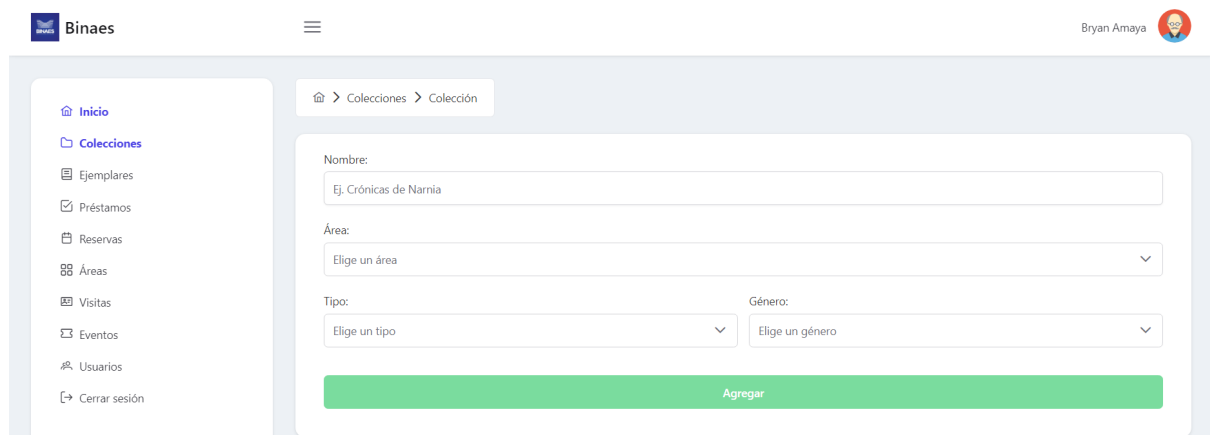 BINAES Binaes
Bryan Amaya
Inicio
Colecciones
Ejemplares
Préstamos
Reservas
Áreas
Visitas
Eventos
Usuarios
Cerrar sesión
Colecciones Colección
Nombre:
Ej. Crónicas de Narnia
Área:
Elige un área
Tipo: Género:
Elige un tipo Elige un género
Agregar